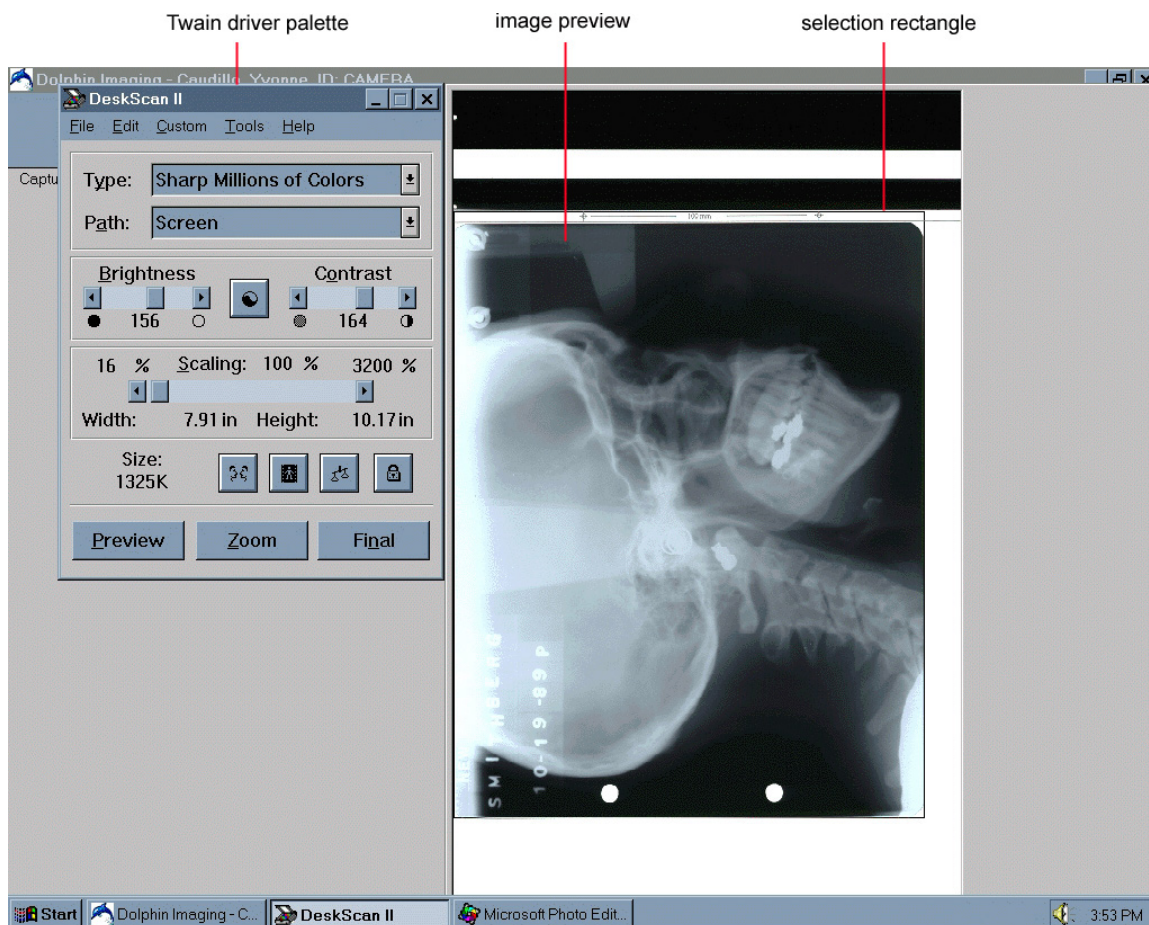 Twain driver palette
image preview
selection rectangle
Dolphin Imaging - Caudillo, Yvonne ID: CAMERA
DeskScan II
File Edit Custom Tools Help
Captu
Type: Sharp Millions of Colors
Path: Screen
Brightness Contrast
156 164
16 % Scaling: 100 % 3200 %
Width: 7.91 in Height: 10.17 in
Size:
1325K
Preview Zoom Final
100 mm
10-19-89 P
Start Dolphin Imaging - C... DeskScan II Microsoft Photo Edit... 3:53 PM